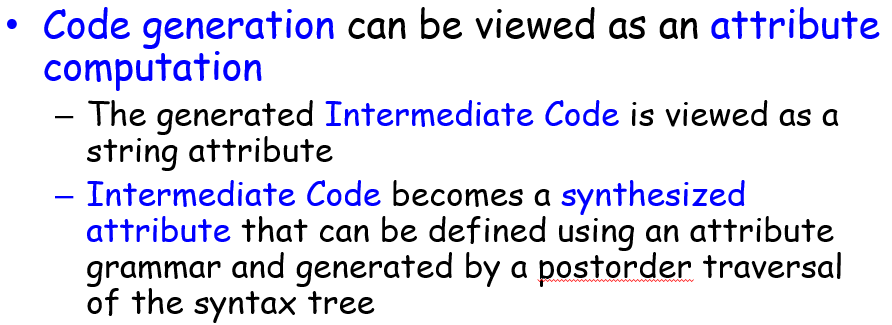 • Code generation can be viewed as an attribute
computation
– The generated Intermediate Code is viewed as a
string attribute
– Intermediate Code becomes a synthesized
attribute that can be defined using an attribute
grammar and generated by a postorder traversal
of the syntax tree